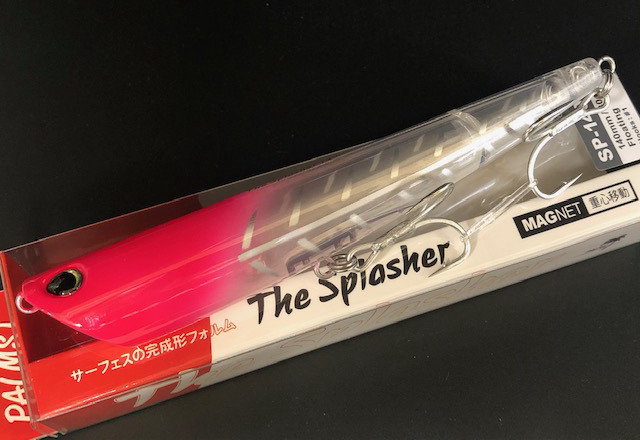 PALMS
サーフェスの完成形フォルム
The Splasher
MAGNET 重心移動
SP-14
140mm/
Floating